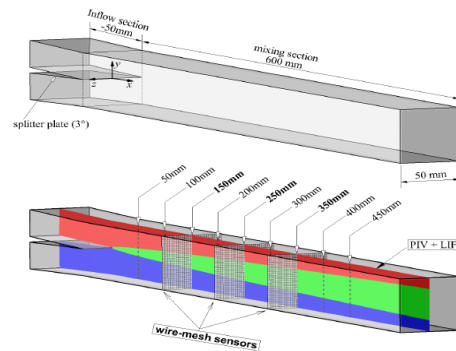 Inflow section
-50mm
mixing section
600 mm
y
z
x
splitter plate (3°)
50 mm
50mm
100mm
150mm
200mm
250mm
300mm
350mm
400mm
450mm
PIV + LIF
wire-mesh sensors